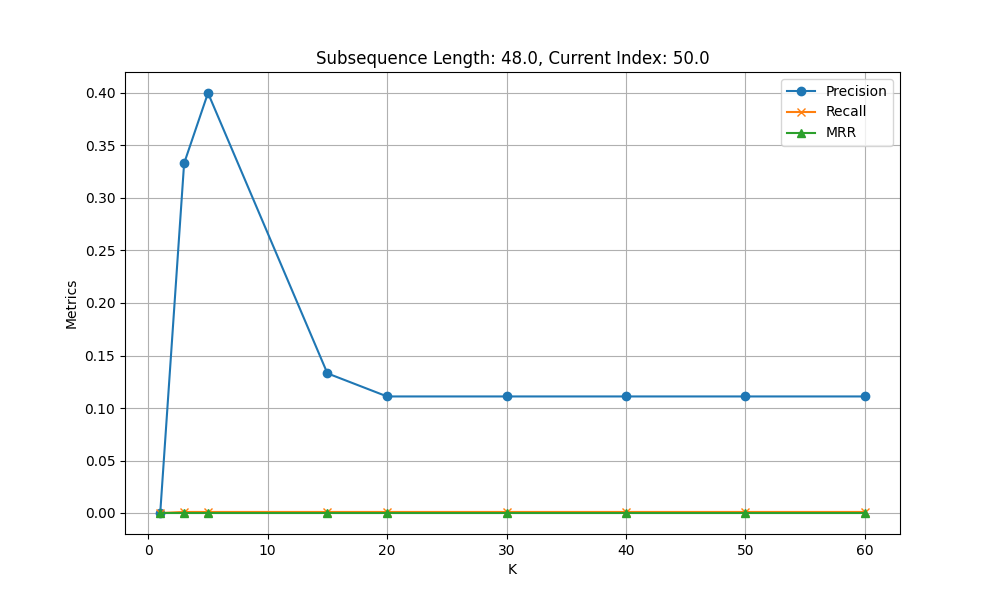 Subsequence Length: 48.0, Current Index: 50.0
Precision
Recall
MRR
0.40
0.35
0.30
0.25
0.20
0.15
0.10
0.05
0.00
Metrics
0 10 20 30 40 50 60
K